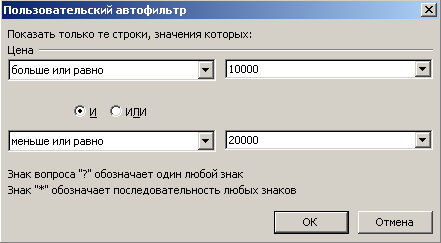 Пользовательский автофильтр
Показать только те строки, значения которых:
Цена
больше или равно 10000
И ИЛИ
меньше или равно 20000
Знак вопроса "?" обозначает один любой знак
Знак "*" обозначает последовательность любых знаков
ОК Отмена